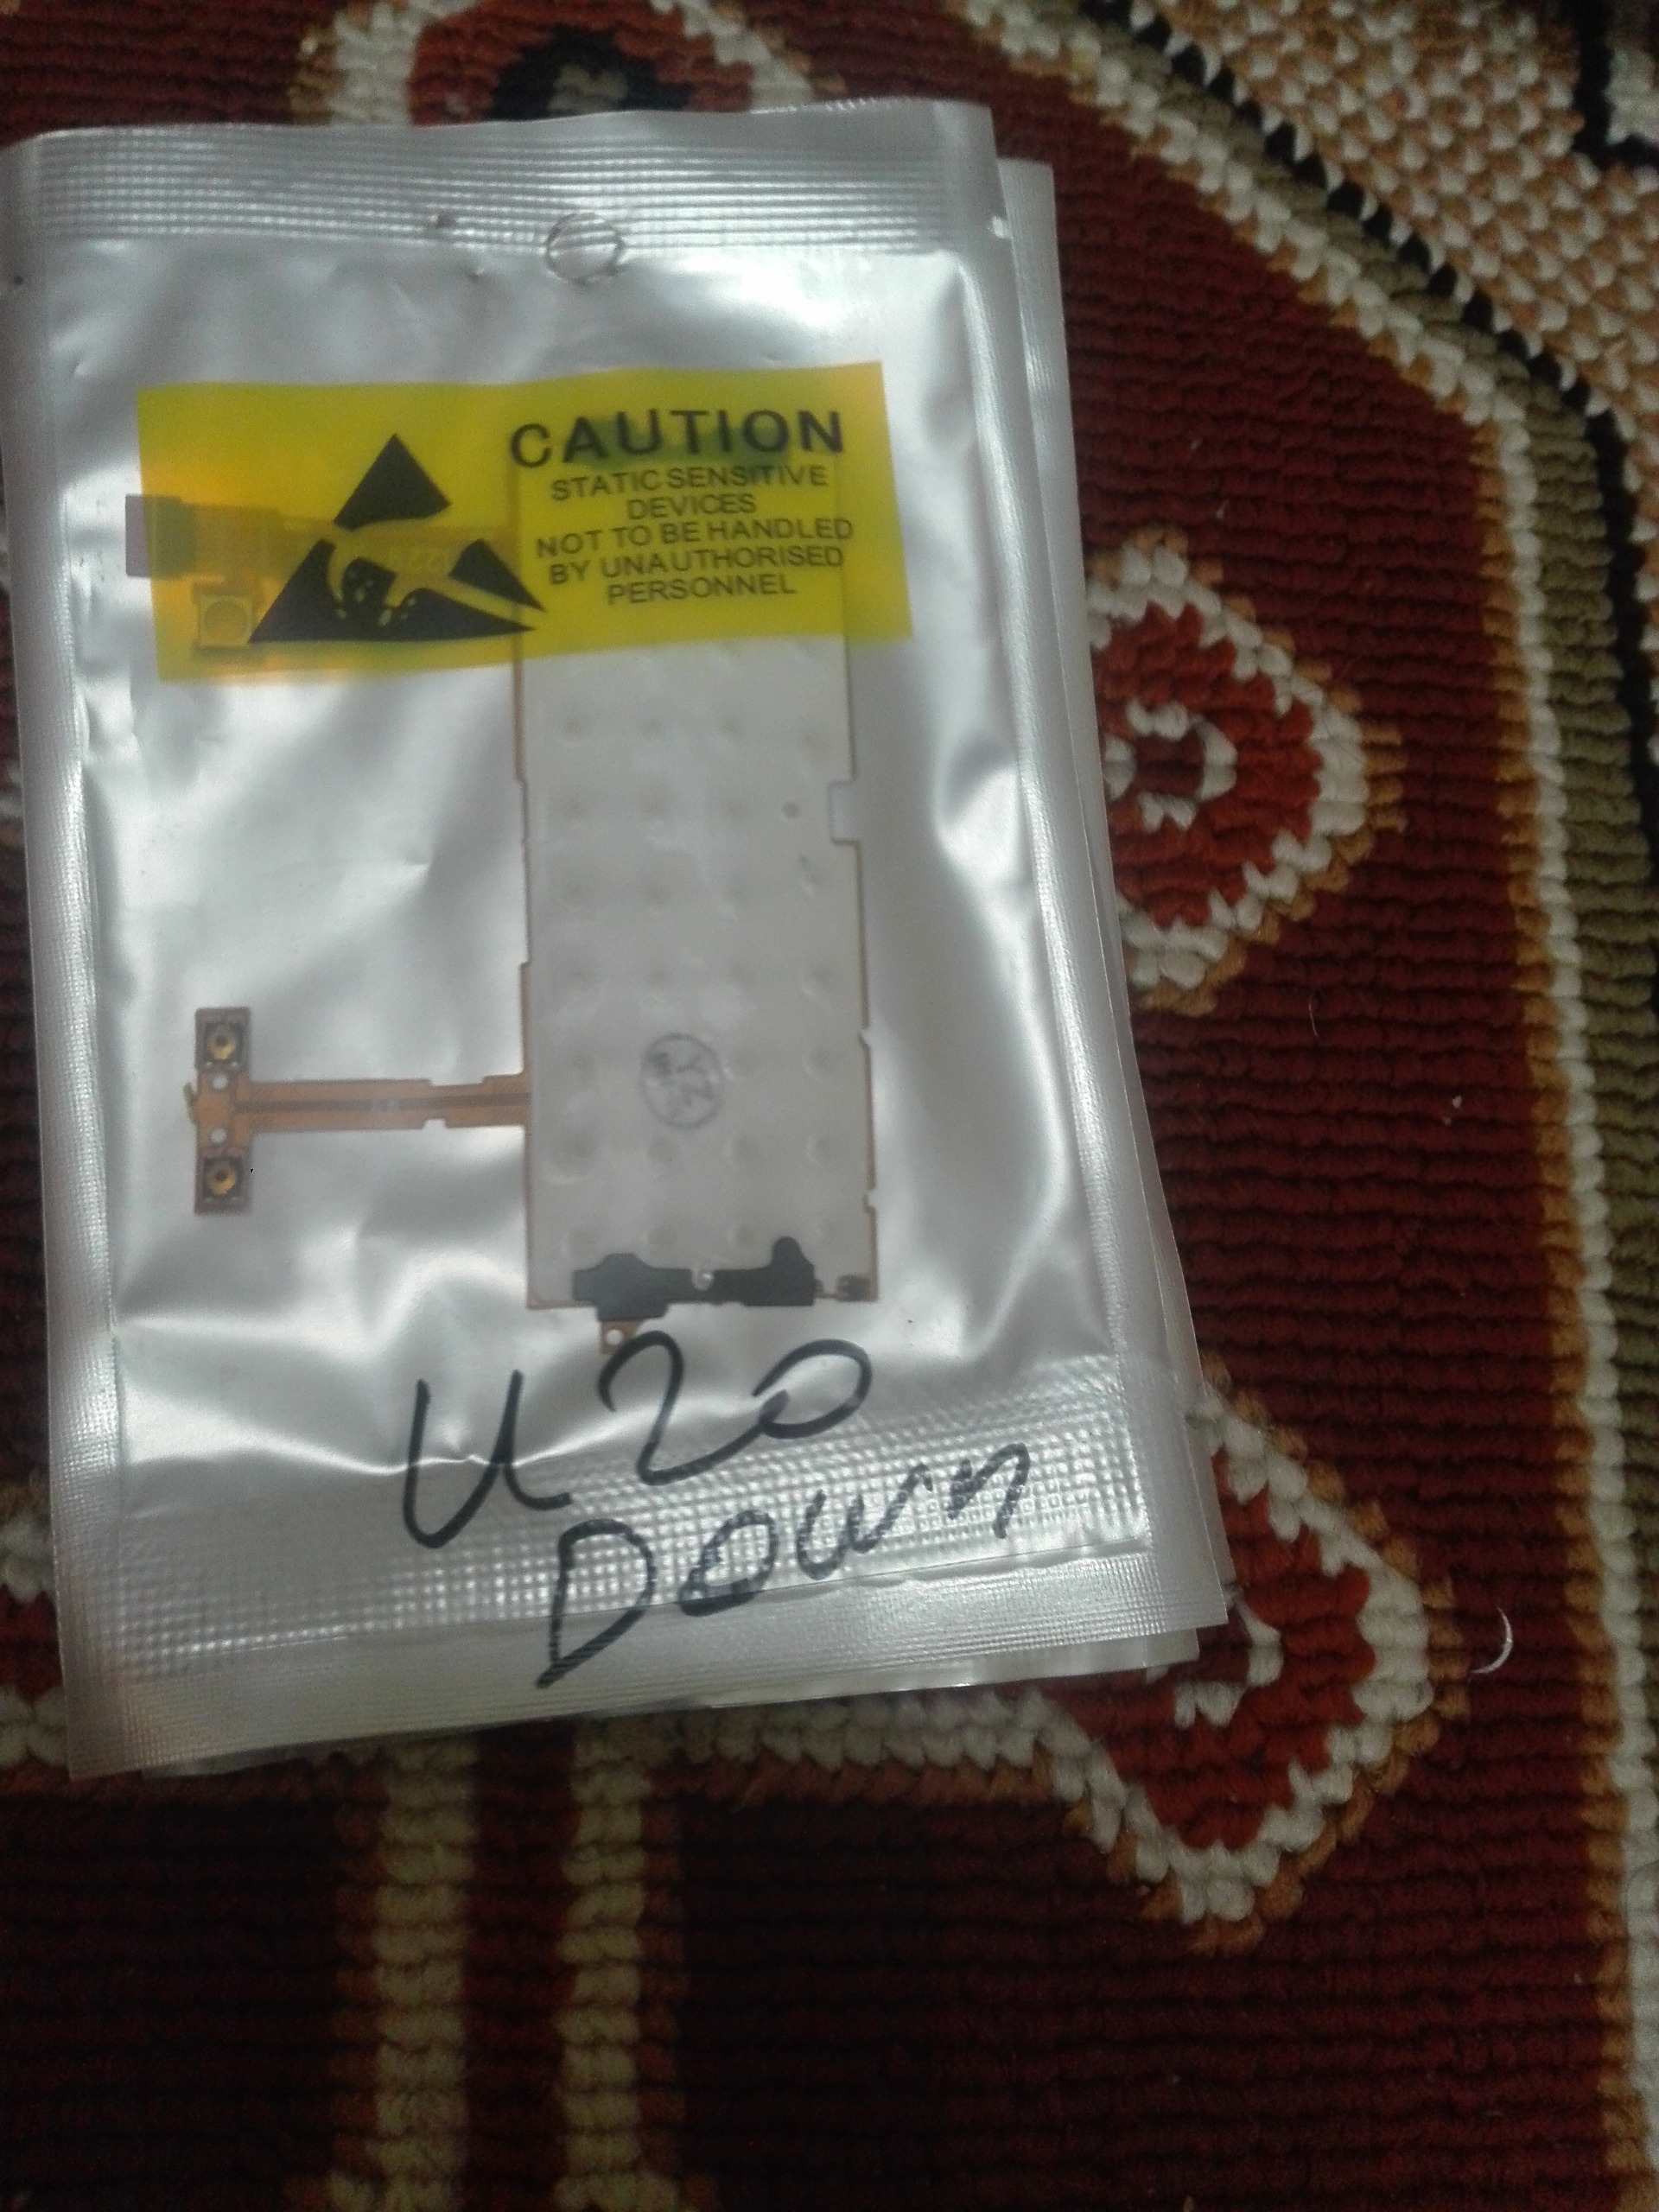 CAUTION
STATIC SENSITIVE
DEVICES
NOT TO BE HANDLED
BY UNAUTHORISED
PERSONNEL
U20
Down